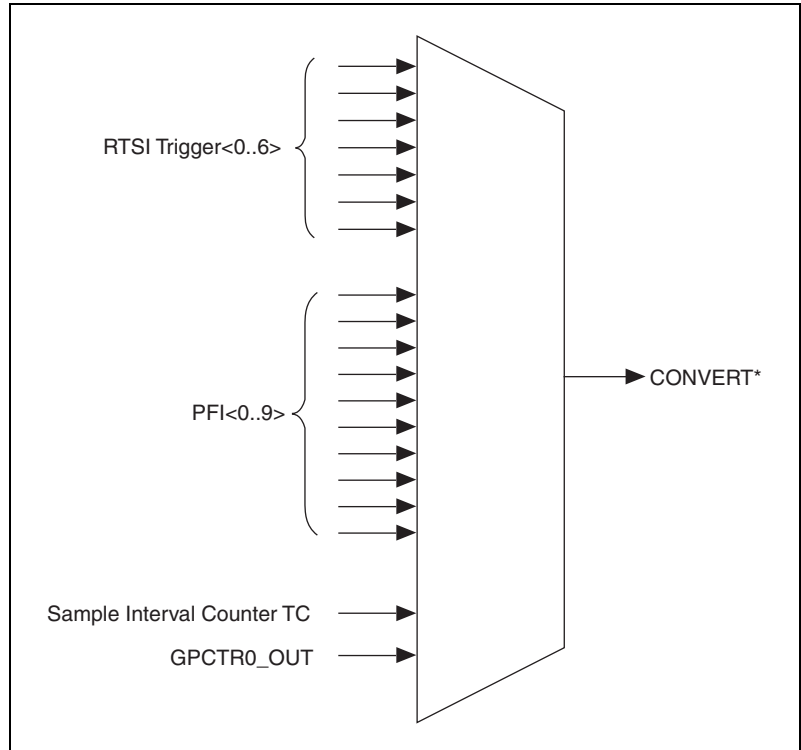 RTSI Trigger<0..6>
PFI<0..9>
CONVERT*
Sample Interval Counter TC
GPCTR0_OUT